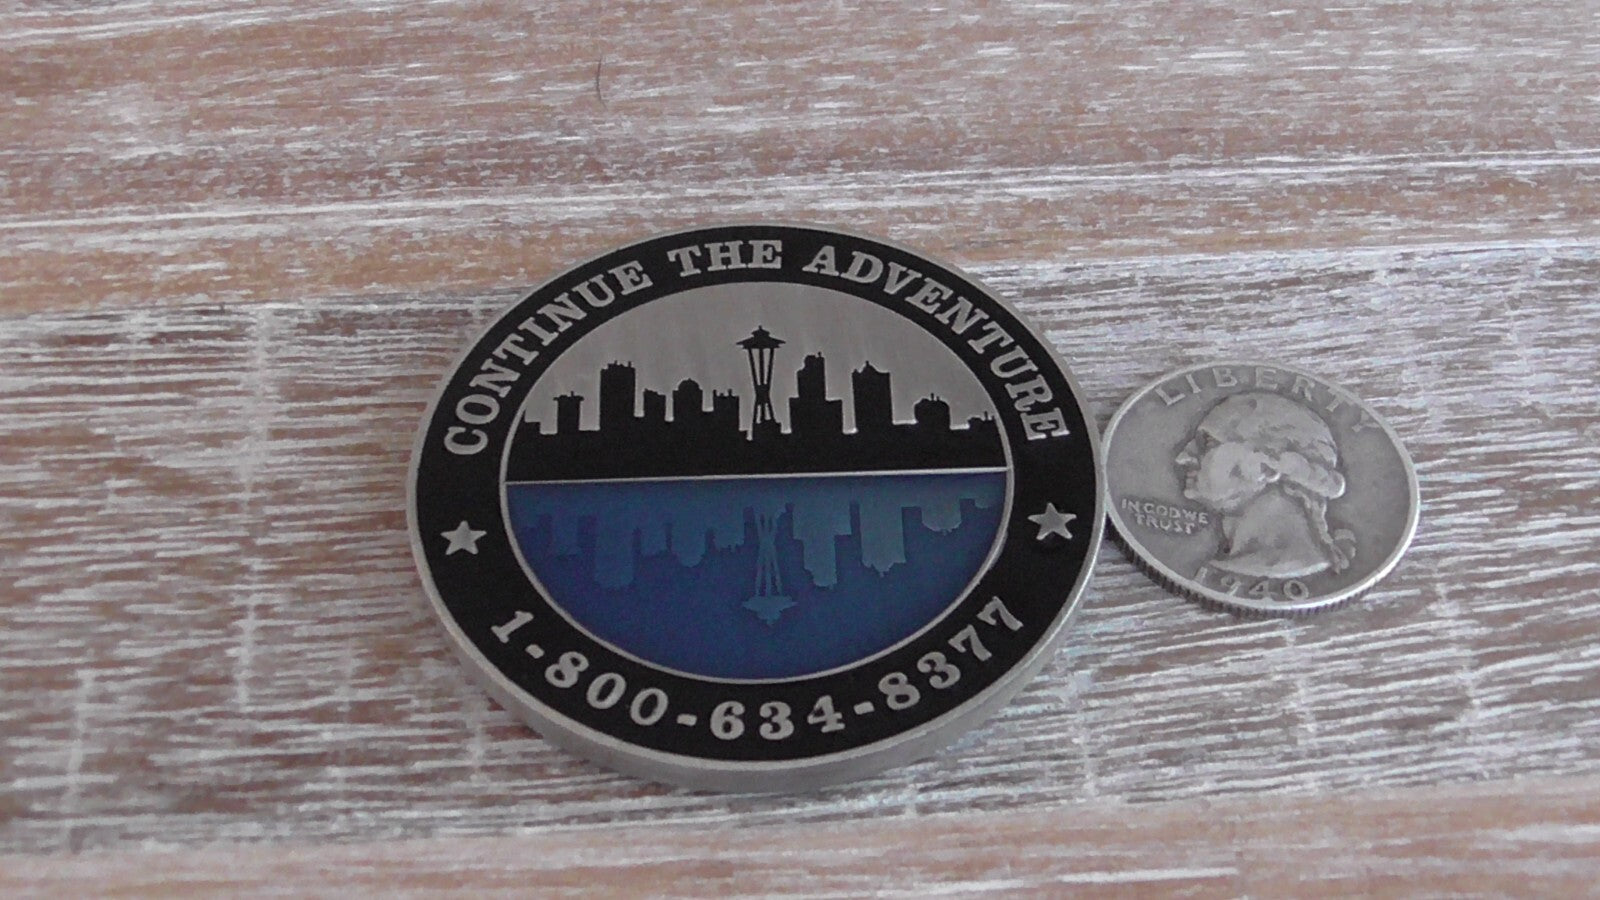 CONTINUE THE ADVENTURE
1-800-634-8377
LIBERTY
IN GOD WE
TRUST
1940